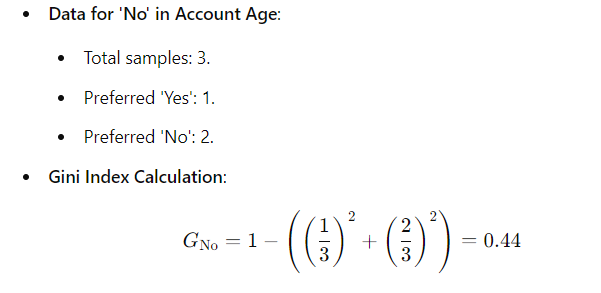 • Data for 'No' in Account Age:
• Total samples: 3.
• Preferred 'Yes': 1.
• Preferred 'No': 2.
• Gini Index Calculation:
G_No = 1 − ((1/3)² + (2/3)²) = 0.44